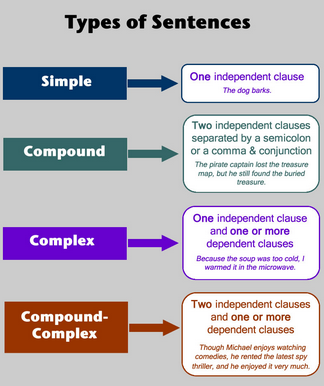 Types of Sentences
Simple
One independent clause
The dog barks.
Compound
Two independent clauses
separated by a semicolon
or a comma & conjunction
The pirate captain lost the treasure
map, but he still found the buried
treasure.
Complex
One independent clause
and one or more
dependent clauses
Because the soup was too cold, I
warmed it in the microwave.
Compound-
Complex
Two independent clauses
and one or more
dependent clauses
Though Michael enjoys watching
comedies, he rented the latest spy
thriller, and he enjoyed it very much.